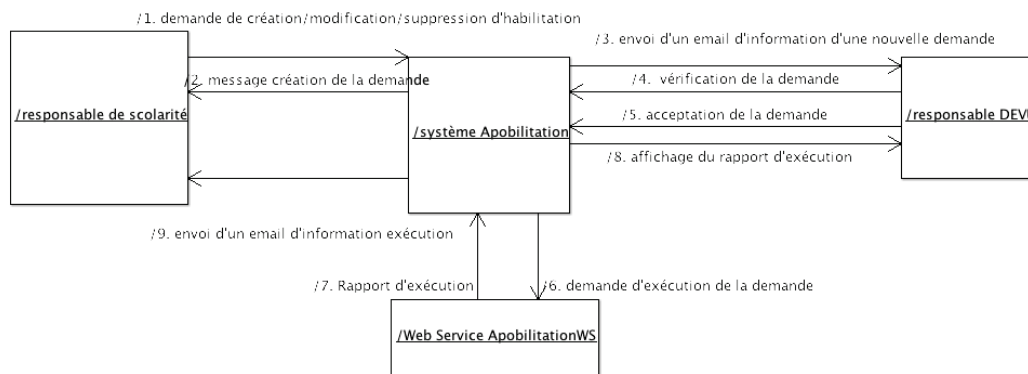 /1. demande de création/modification/suppression d'habilitation
/3. envoi d'un email d'information d'une nouvelle demande
/2. message création de la demande
/4. vérification de la demande
/responsable de scolarité
/système Apobilitation
/5. acceptation de la demande
/responsable DEV
/8. affichage du rapport d'exécution
/9. envoi d'un email d'information exécution
/7. Rapport d'exécution
/6. demande d'exécution de la demande
/Web Service ApobilitationWS